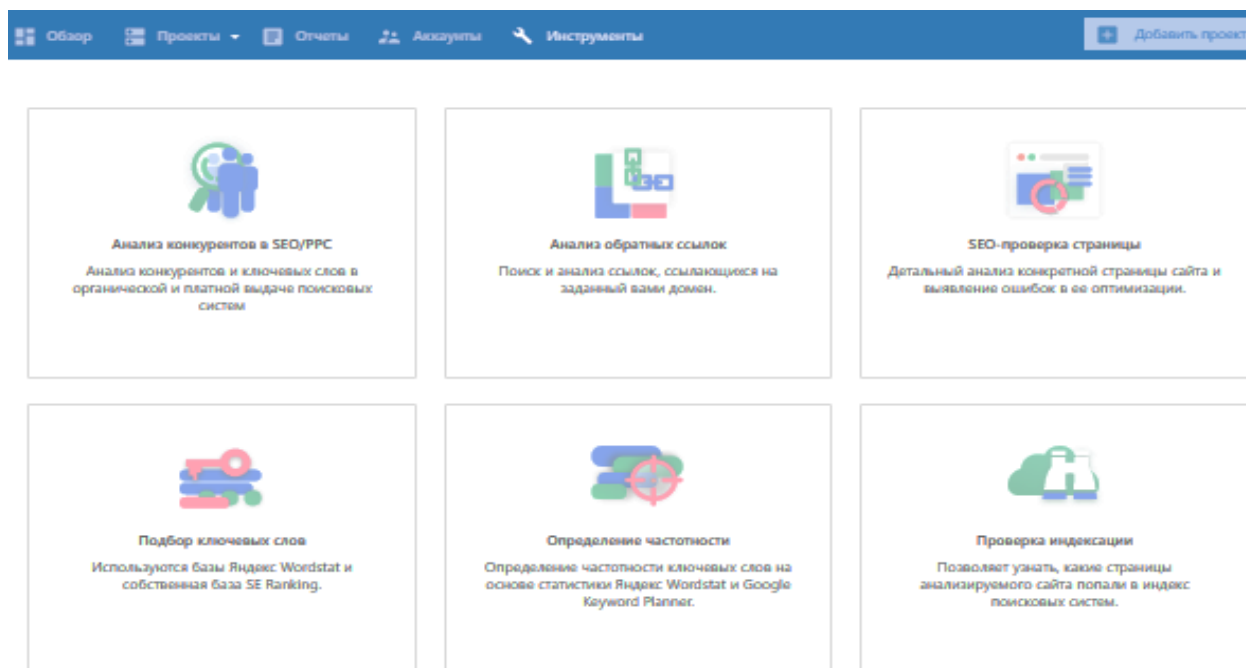 Обзор
Проекты
Отчеты
Аккаунты
Инструменты
Добавить проект
Анализ конкурентов в SEO/PPC
Анализ конкурентов и ключевых слов в
органической и платной выдаче поисковых
систем
Анализ обратных ссылок
Поиск и анализ ссылок, ссылающихся на
заданный вами домен.
SEO-проверка страницы
Детальный анализ конкретной страницы сайта и
выявление ошибок в ее оптимизации.
Подбор ключевых слов
Используются базы Яндекс Wordstat и
собственная база SE Ranking.
Определение частотности
Определение частотности ключевых слов на
основе статистики Яндекс Wordstat и Google
Keyword Planner.
Проверка индексации
Позволяет узнать, какие страницы
анализируемого сайта попали в индекс
поисковых систем.